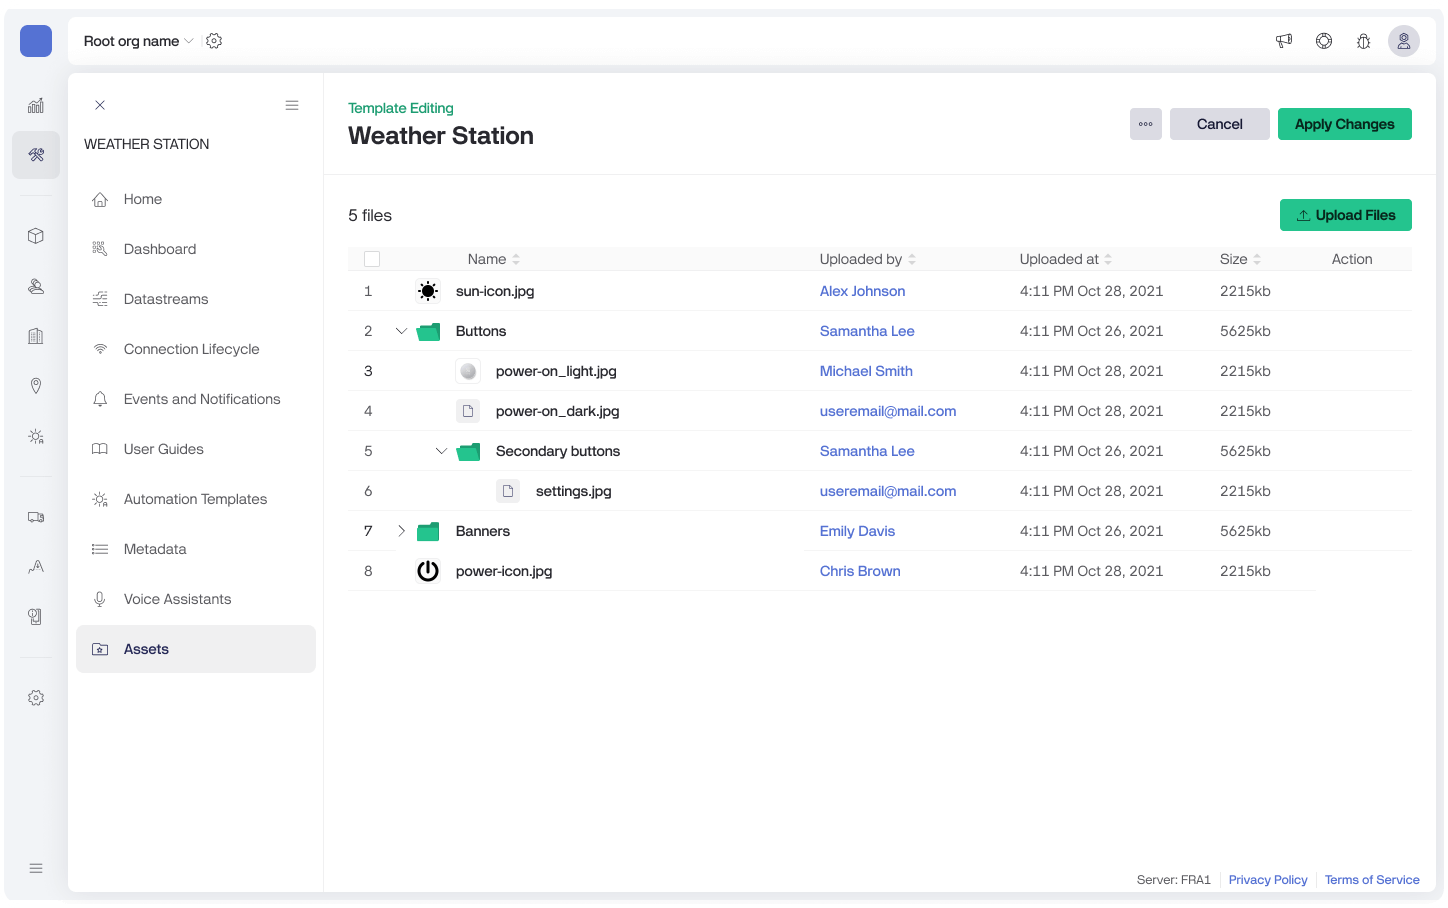 Root org name
WEATHER STATION
Home
Dashboard
Datastreams
Connection Lifecycle
Events and Notifications
User Guides
Automation Templates
Metadata
Voice Assistants
Assets
Template Editing
Weather Station
Cancel
Apply Changes
5 files
Upload Files
Name Uploaded by Uploaded at Size Action
1 sun-icon.jpg Alex Johnson 4:11 PM Oct 28, 2021 2215kb
2 Buttons Samantha Lee 4:11 PM Oct 26, 2021 5625kb
3 power-on_light.jpg Michael Smith 4:11 PM Oct 28, 2021 2215kb
4 power-on_dark.jpg useremail@mail.com 4:11 PM Oct 28, 2021 2215kb
5 Secondary buttons Samantha Lee 4:11 PM Oct 26, 2021 5625kb
6 settings.jpg useremail@mail.com 4:11 PM Oct 28, 2021 2215kb
7 Banners Emily Davis 4:11 PM Oct 26, 2021 5625kb
8 power-icon.jpg Chris Brown 4:11 PM Oct 28, 2021 2215kb
Server: FRA1 Privacy Policy Terms of Service